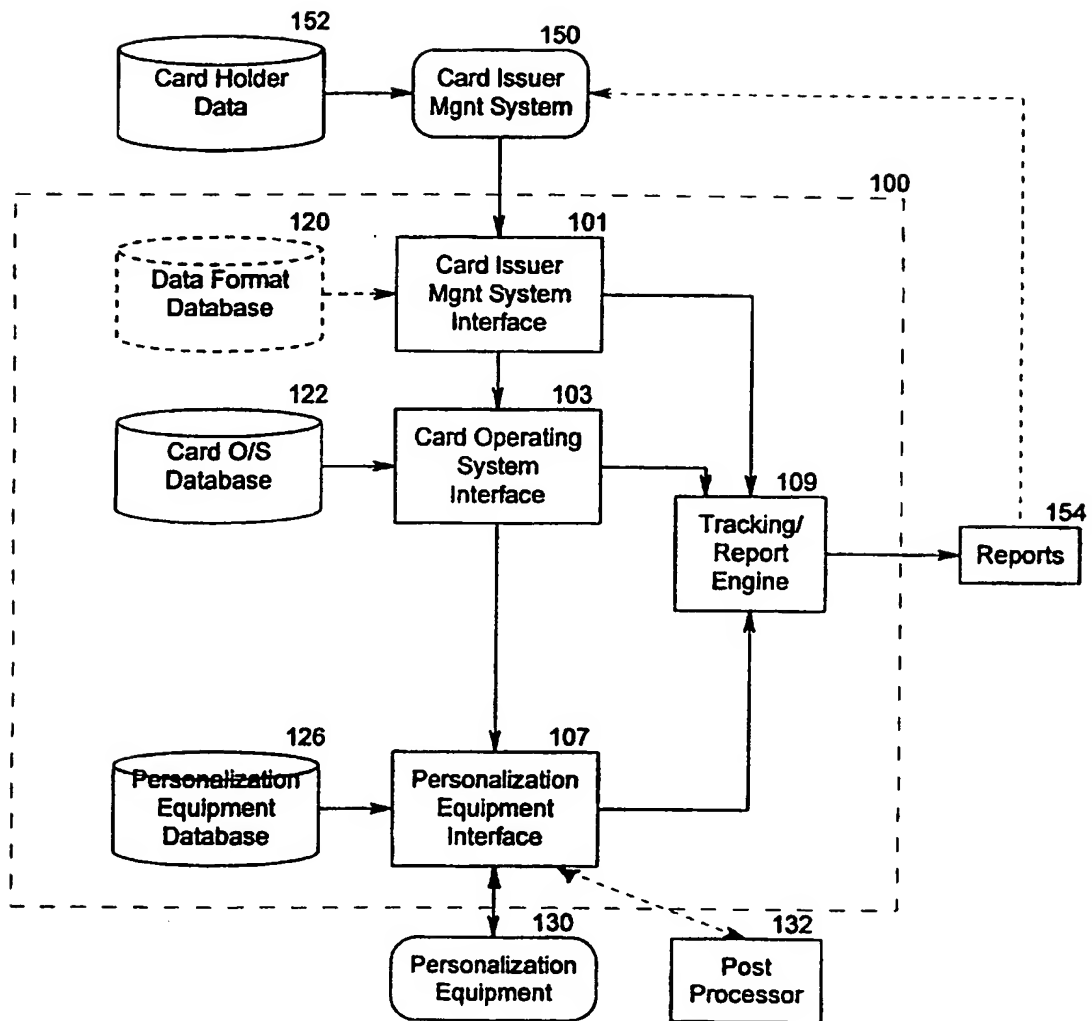 152
Card Holder
Data
150
Card Issuer
Mgnt System
100
120
Data Format
Database
101
Card Issuer
Mgnt System
Interface
122
Card O/S
Database
103
Card Operating
System
Interface
109
Tracking/
Report
Engine
154
Reports
126
Personalization
Equipment
Database
107
Personalization
Equipment
Interface
130
Personalization
Equipment
132
Post
Processor